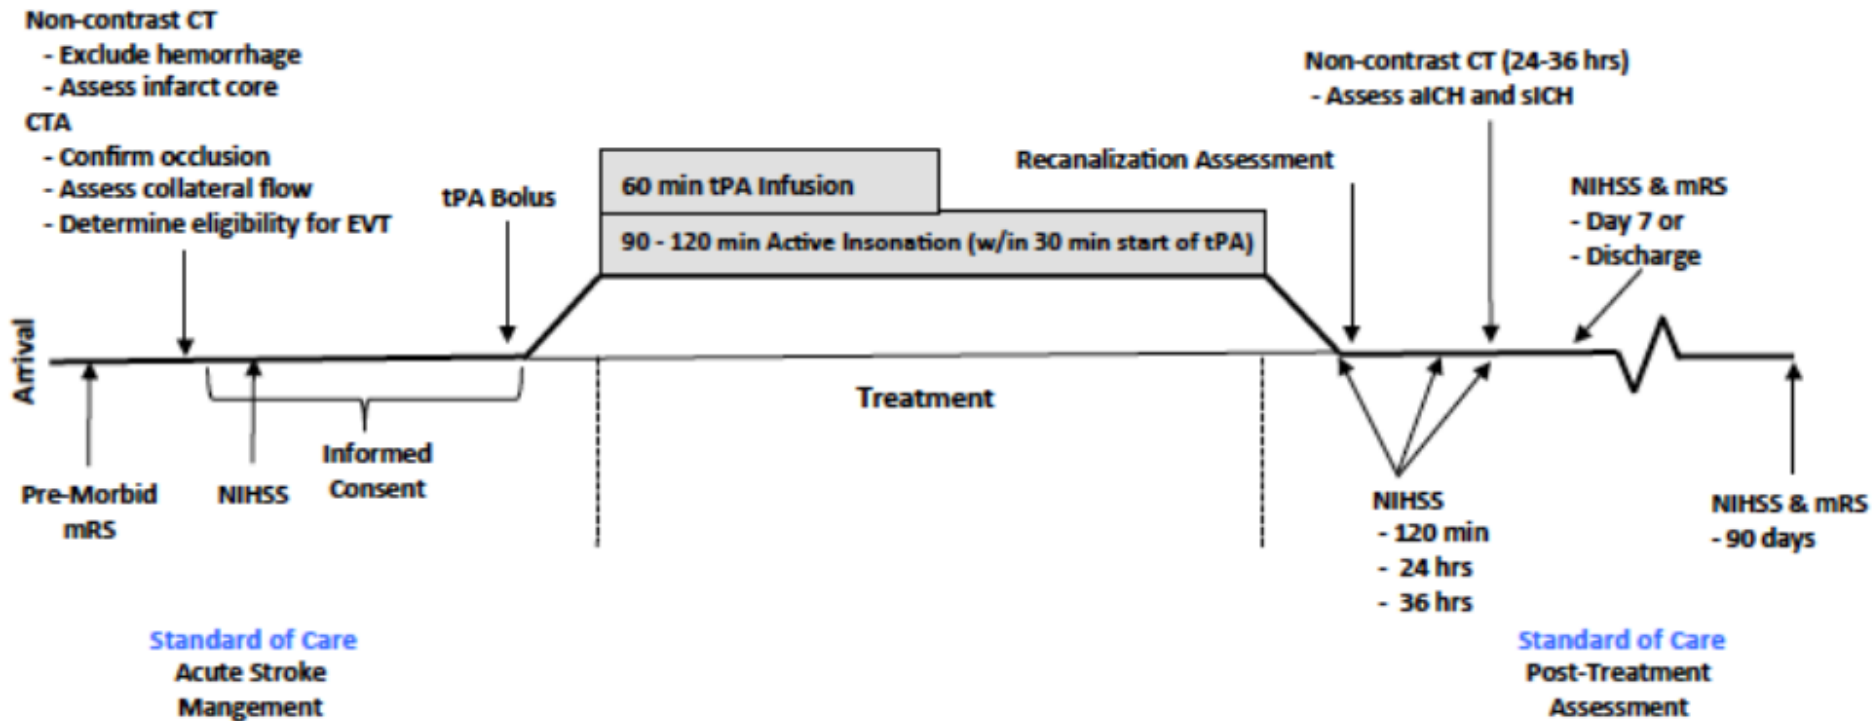 Non-contrast CT
- Exclude hemorrhage
- Assess infarct core
CTA
- Confirm occlusion
- Assess collateral flow
- Determine eligibility for EVT
tPA Bolus
60 min tPA Infusion
90 - 120 min Active Insonation (w/in 30 min start of tPA)
Recanalization Assessment
Non-contrast CT (24-36 hrs)
- Assess aICH and sICH
NIHSS & mRS
- Day 7 or
- Discharge
Arrival
Treatment
Pre-Morbid
mRS
NIHSS
Informed
Consent
NIHSS
- 120 min
- 24 hrs
- 36 hrs
NIHSS & mRS
- 90 days
Standard of Care
Acute Stroke
Mangement
Standard of Care
Post-Treatment
Assessment